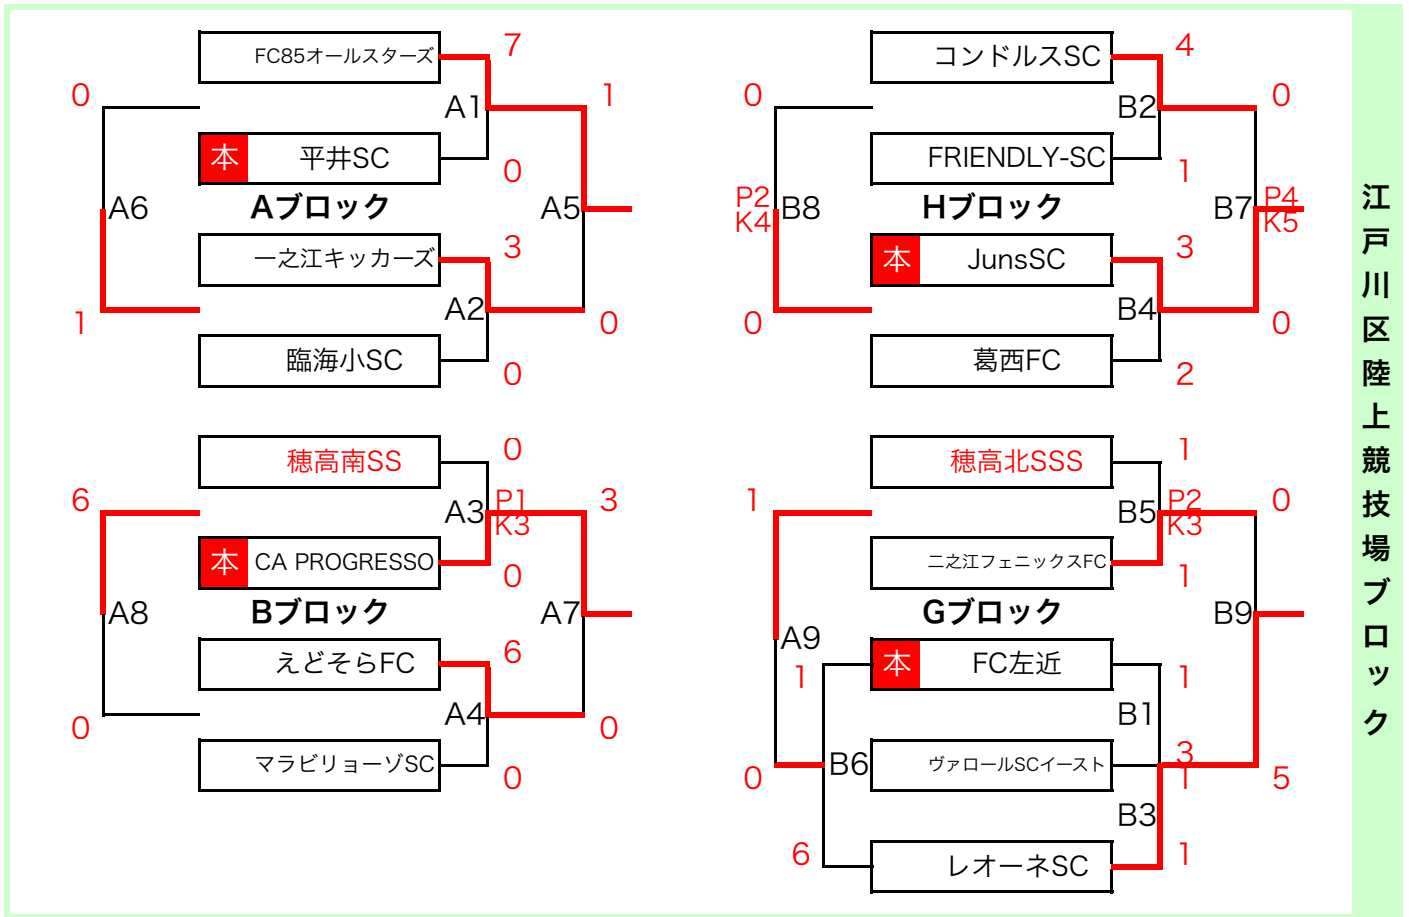 FC85オールスターズ
7
0
A1
1
本
平井SC
0
A6
Aブロック
A5
一之江キッカーズ
3
1
A2
0
臨海小SC
0
コンドルスSC
4
0
B2
0
FRIENDLY-SC
1
P2
K4
B8
Hブロック
B7
P4
K5
本
JunsSC
3
0
B4
0
葛西FC
2
穂高南SS
0
6
A3
P1
K3
3
本
CA PROGRESSO
0
A8
Bブロック
A7
えどそらFC
6
0
A4
0
マラビリョーゾSC
0
穂高北SSS
1
1
B5
P2
K3
0
二之江フェニックスFC
1
A9
Gブロック
B9
1
本
FC左近
1
B1
0
B6
ヴァロールSCイースト
3
1
5
B3
6
レオーネSC
1
江戸川区陸上競技場ブロック